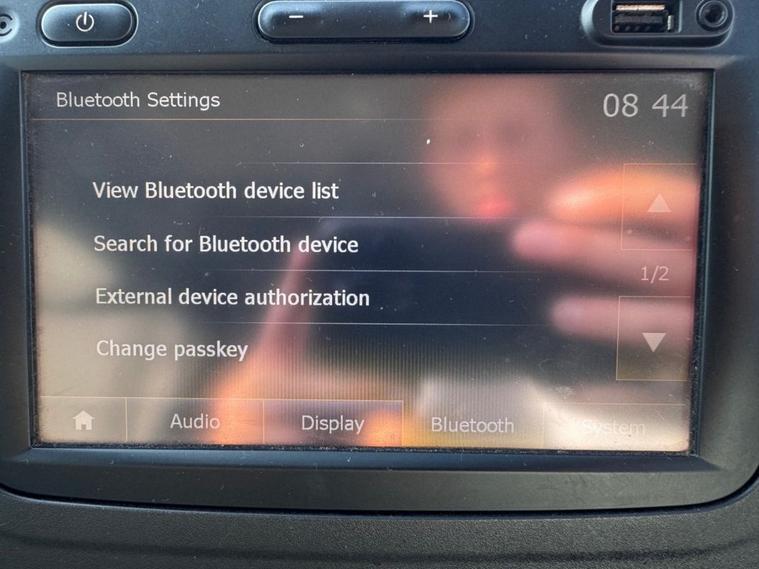 Bluetooth Settings
08 44
View Bluetooth device list
Search for Bluetooth device
External device authorization
1/2
Change passkey
Audio
Display
Bluetooth
System